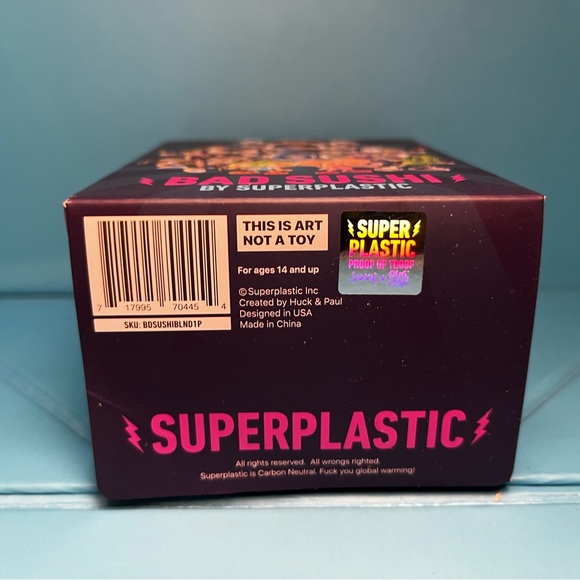 BAD SUSHI
BY SUPERPLASTIC
7 17995 70445 4
SKU: BDSUSHIBLND1P
THIS IS ART
NOT A TOY
For ages 14 and up
©Superplastic Inc
Created by Huck & Paul
Designed in USA
Made in China
SUPER
PLASTIC
PROOF OF TROOF
SUPERPLASTIC
All rights reserved. All wrongs righted.
Superplastic is Carbon Neutral. Fuck you global warming!